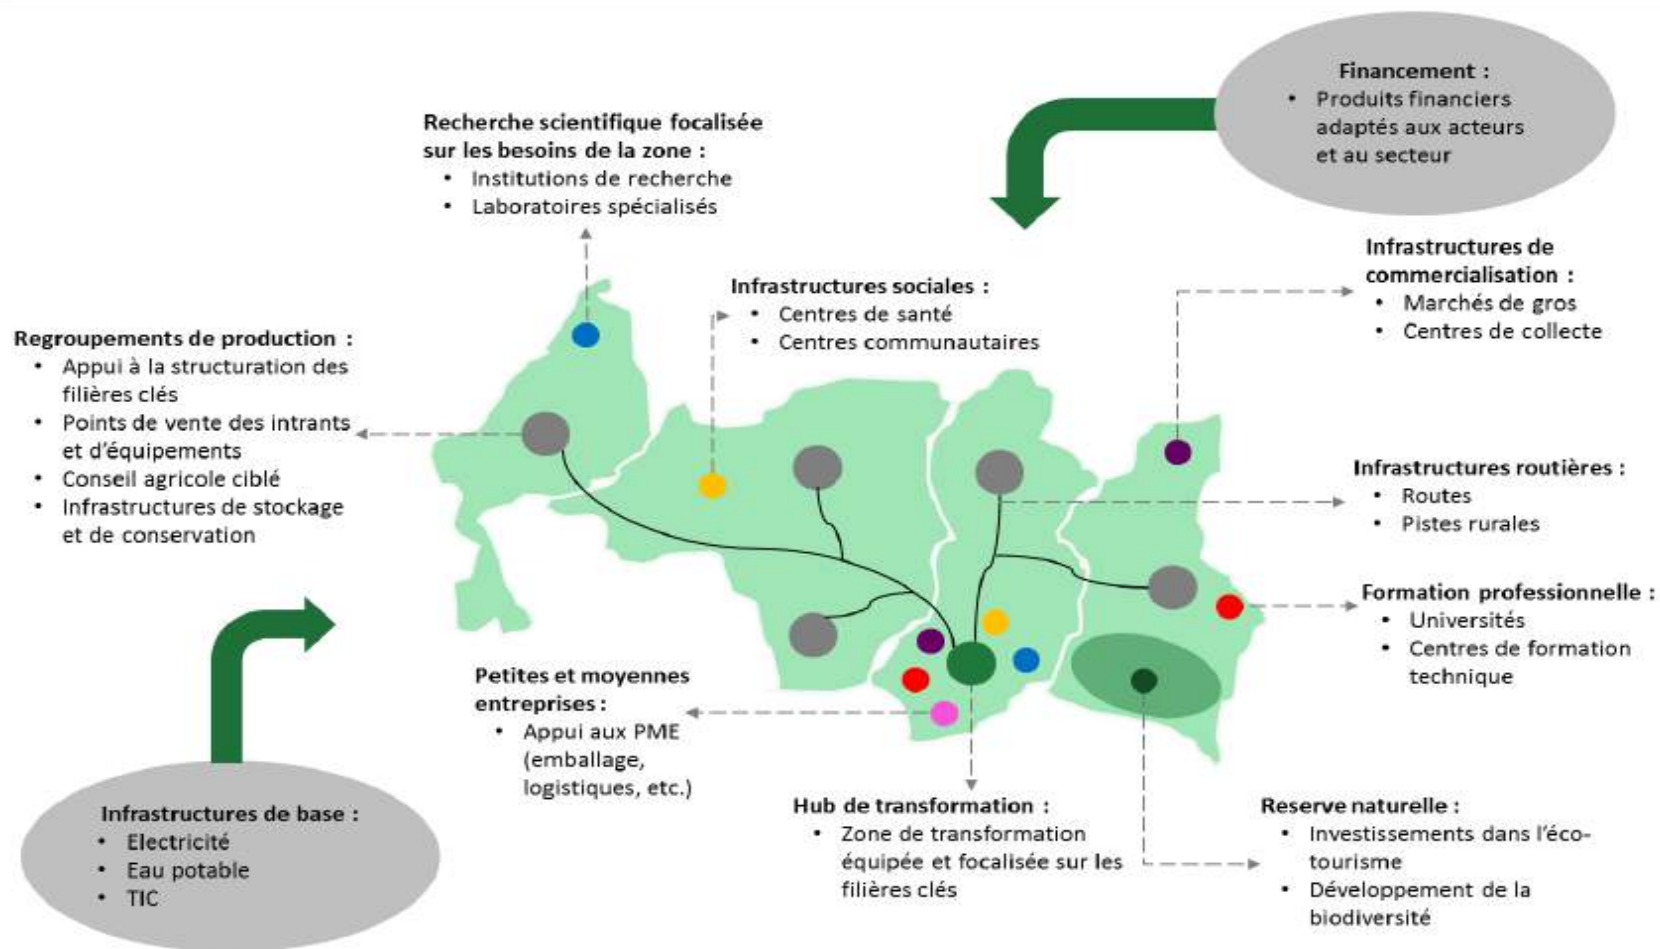 Financement :
• Produits financiers
adaptés aux acteurs
et au secteur
Recherche scientifique focalisée
sur les besoins de la zone :
• Institutions de recherche
• Laboratoires spécialisés
Infrastructures de
commercialisation :
• Marchés de gros
• Centres de collecte
Infrastructures sociales :
• Centres de santé
• Centres communautaires
Regroupements de production :
• Appui à la structuration des
filières clés
• Points de vente des intrants
et d'équipements
• Conseil agricole ciblé
• Infrastructures de stockage
et de conservation
Infrastructures routières :
• Routes
• Pistes rurales
Formation professionnelle :
• Universités
• Centres de formation
technique
Petites et moyennes
entreprises :
• Appui aux PME
(emballage,
logistiques, etc.)
Hub de transformation :
• Zone de transformation
équipée et focalisée sur les
filières clés
Reserve naturelle :
• Investissements dans l'éco-
tourisme
• Développement de la
biodiversité
Infrastructures de base :
• Electricité
• Eau potable
• TIC